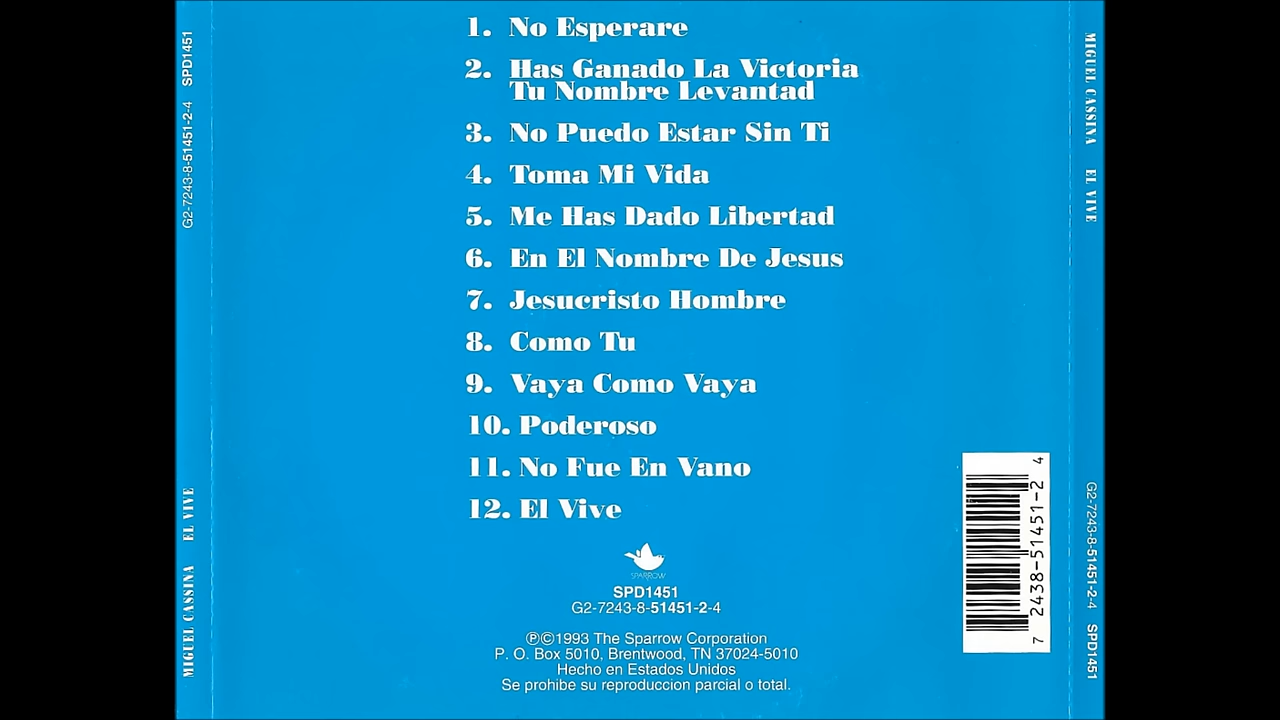 1. No Esperare
2. Has Ganado La Victoria
Tu Nombre Levantad
3. No Puedo Estar Sin Ti
4. Toma Mi Vida
5. Me Has Dado Libertad
6. En El Nombre De Jesus
7. Jesucristo Hombre
8. Como Tu
9. Vaya Como Vaya
10. Poderoso
11. No Fue En Vano
12. El Vive
SPARROW
SPD1451
G2-7243-8-51451-2-4
℗©1993 The Sparrow Corporation
P. O. Box 5010, Brentwood, TN 37024-5010
Hecho en Estados Unidos
Se prohibe su reproduccion parcial o total.
MIGUEL CASSINA EL VIVE
G2-7243-8-51451-2-4 SPD1451
MIGUEL CASSINA EL VIVE
G2-7243-8-51451-2-4 SPD1451
7 2438-51451-2 4